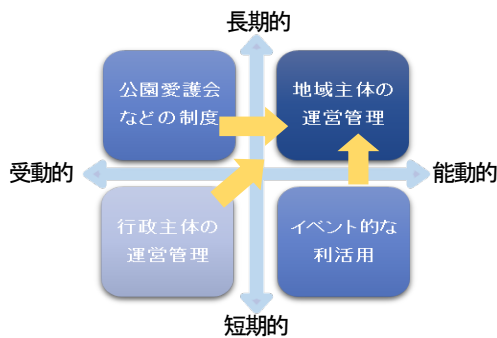 長期的
公園愛護会
などの制度
地域主体の
運営管理
受動的
能動的
行政主体の
運営管理
イベント的な
利活用
短期的